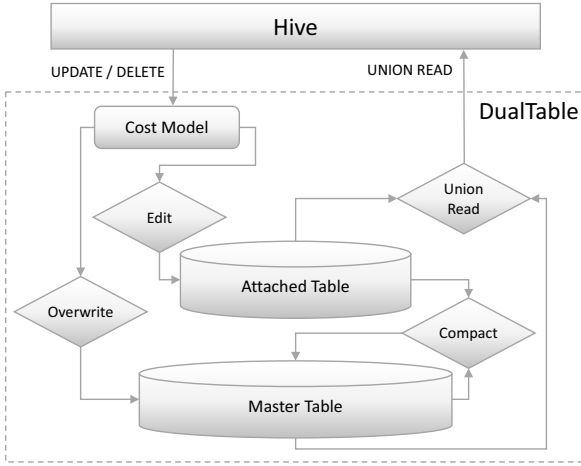 Hive
UPDATE / DELETE
UNION READ
DualTable
Cost Model
Union
Read
Edit
Attached Table
Overwrite
Compact
Master Table